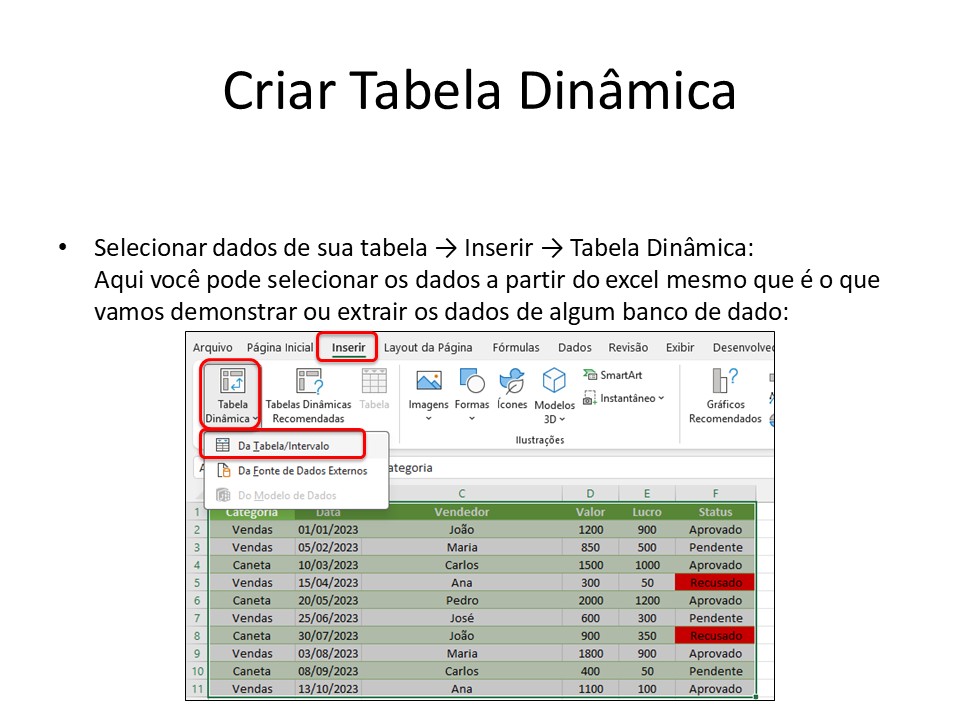 Criar Tabela Dinâmica
• Selecionar dados de sua tabela → Inserir → Tabela Dinâmica:
Aqui você pode selecionar os dados a partir do excel mesmo que é o que
vamos demonstrar ou extrair os dados de algum banco de dado:
Arquivo Página Inicial Inserir Layout da Página Fórmulas Dados Revisão Exibir Desenvolvec
Tabela Dinâmica
Tabelas Dinâmicas Recomendadas
Tabela
Imagens
Formas
Ícones
Modelos 3D
SmartArt
Instantâneo
Gráficos Recomendados
Ilustrações
Da Tabela/Intervalo
Da Fonte de Dados Externos
Do Modelo de Dados
A
ategoria
C D E F
1 Categoria Data Vendedor Valor Lucro Status
2 Vendas 01/01/2023 João 1200 900 Aprovado
3 Vendas 05/02/2023 Maria 850 500 Pendente
4 Caneta 10/03/2023 Carlos 1500 1000 Aprovado
5 Vendas 15/04/2023 Ana 300 50 Recusado
6 Caneta 20/05/2023 Pedro 2000 1200 Aprovado
7 Vendas 25/06/2023 José 600 300 Pendente
8 Caneta 30/07/2023 João 900 350 Recusado
9 Vendas 03/08/2023 Maria 1800 900 Aprovado
10 Caneta 08/09/2023 Carlos 400 50 Pendente
11 Vendas 13/10/2023 Ana 1100 100 Aprovado